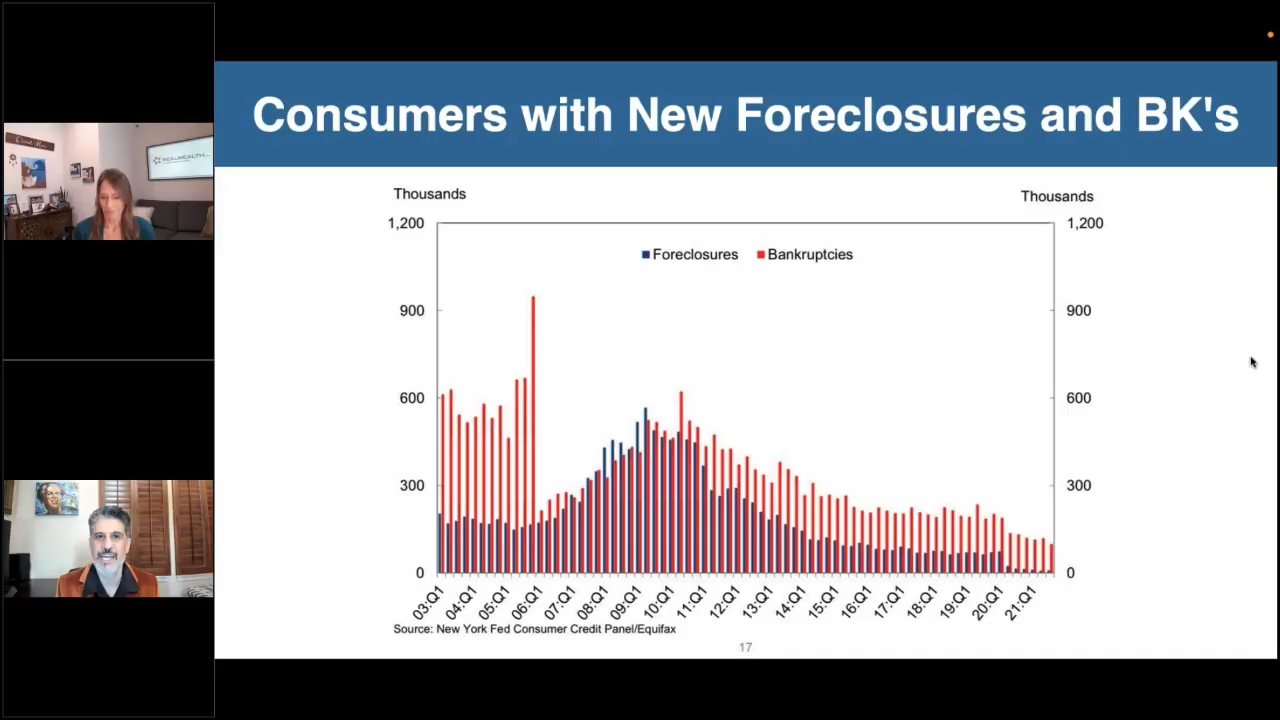 Consumers with New Foreclosures and BK's
Thousands
Thousands
1,200
1,200
Foreclosures
Bankruptcies
900
900
600
600
300
300
0
0
03:Q1
04:Q1
05:Q1
06:Q1
07:Q1
08:Q1
09:Q1
10:Q1
11:Q1
12:Q1
13:Q1
14:Q1
15:Q1
16:Q1
17:Q1
18:Q1
19:Q1
20:Q1
21:Q1
Source: New York Fed Consumer Credit Panel/Equifax
17
REALWEALTH